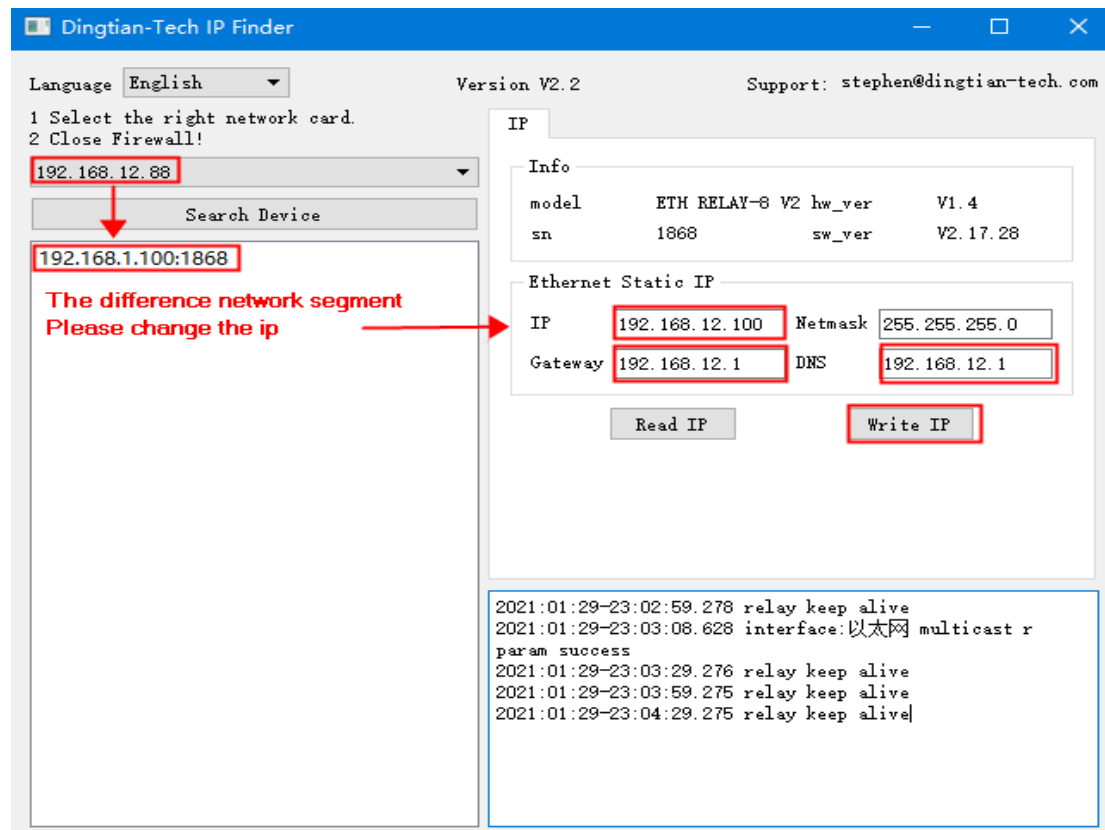 Dingtian-Tech IP Finder
Language English
Version V2.2
Support: stephen@dingtian-tech.com
1 Select the right network card.
2 Close Firewall!
192.168.12.88
Search Device
192.168.1.100:1868
The difference network segment
Please change the ip
IP
Info
model ETH RELAY-8 V2 hw_ver V1.4
sn 1868 sw_ver V2.17.28
Ethernet Static IP
IP 192.168.12.100 Netmask 255.255.255.0
Gateway 192.168.12.1 DNS 192.168.12.1
Read IP Write IP
2021:01:29-23:02:59.278 relay keep alive
2021:01:29-23:03:08.628 interface:以太网 multicast r
param success
2021:01:29-23:03:29.276 relay keep alive
2021:01:29-23:03:59.275 relay keep alive
2021:01:29-23:04:29.275 relay keep alive